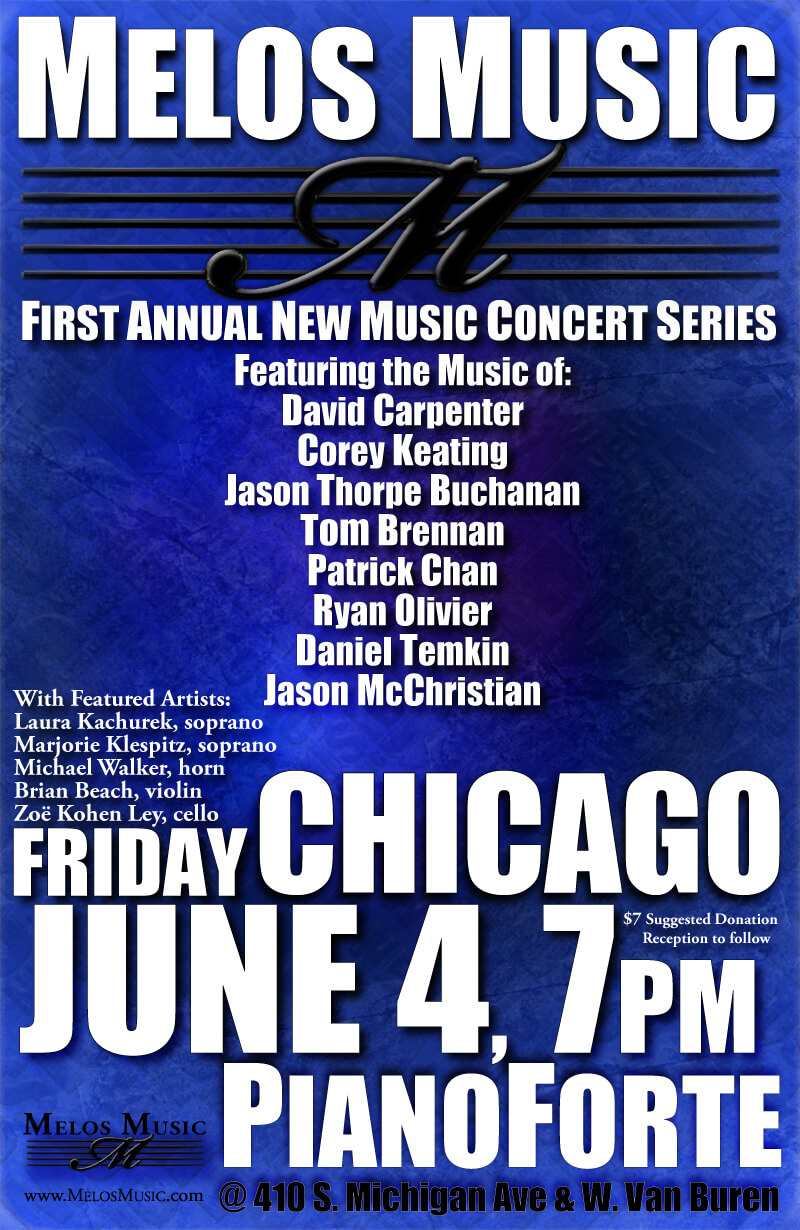 MELOS MUSIC
M
FIRST ANNUAL NEW MUSIC CONCERT SERIES
Featuring the Music of:
David Carpenter
Corey Keating
Jason Thorpe Buchanan
Tom Brennan
Patrick Chan
Ryan Olivier
Daniel Temkin
Jason McChristian
With Featured Artists:
Laura Kachurek, soprano
Marjorie Klespitz, soprano
Michael Walker, horn
Brian Beach, violin
Zoë Kohen Ley, cello
FRIDAY CHICAGO
JUNE 4, 7PM
$7 Suggested Donation
Reception to follow
PIANOFORTE
@ 410 S. Michigan Ave & W. Van Buren
MELOS MUSIC
M
www.MELOSMUSIC.com